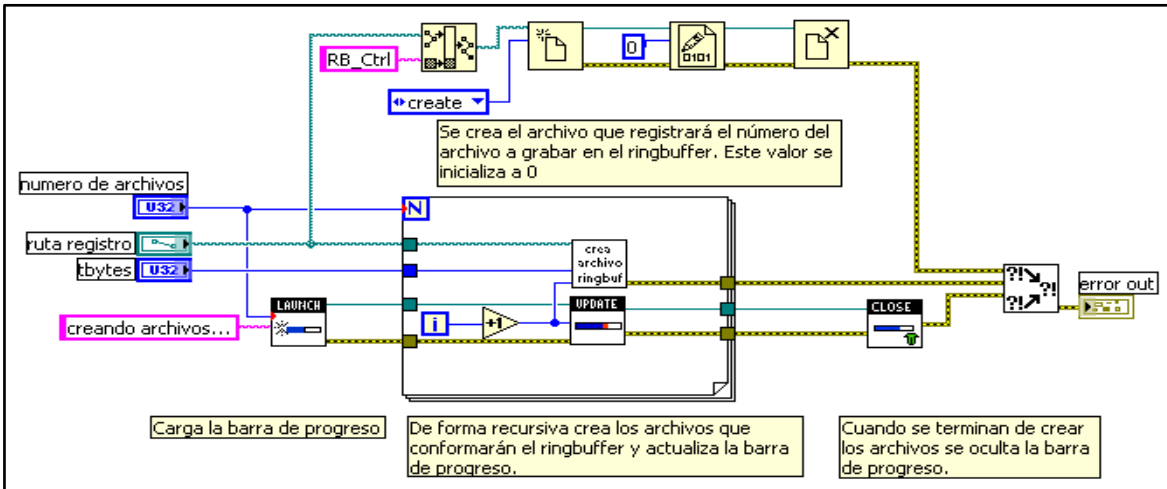 RB_Ctrl
0
0101
create
Se crea el archivo que registrará el número del
archivo a grabar en el ringbuffer. Este valor se
inicializa a 0
numero de archivos
U32
N
ruta registro
tbytes
U32
crea
archivo
ringbuf
LAUNCH
UPDATE
CLOSE
creando archivos...
i
+1
?!
?!
?!
error out
Carga la barra de progreso
De forma recursiva crea los archivos que
conformarán el ringbuffer y actualiza la barra
de progreso.
Cuando se terminan de crear
los archivos se oculta la barra
de progreso.